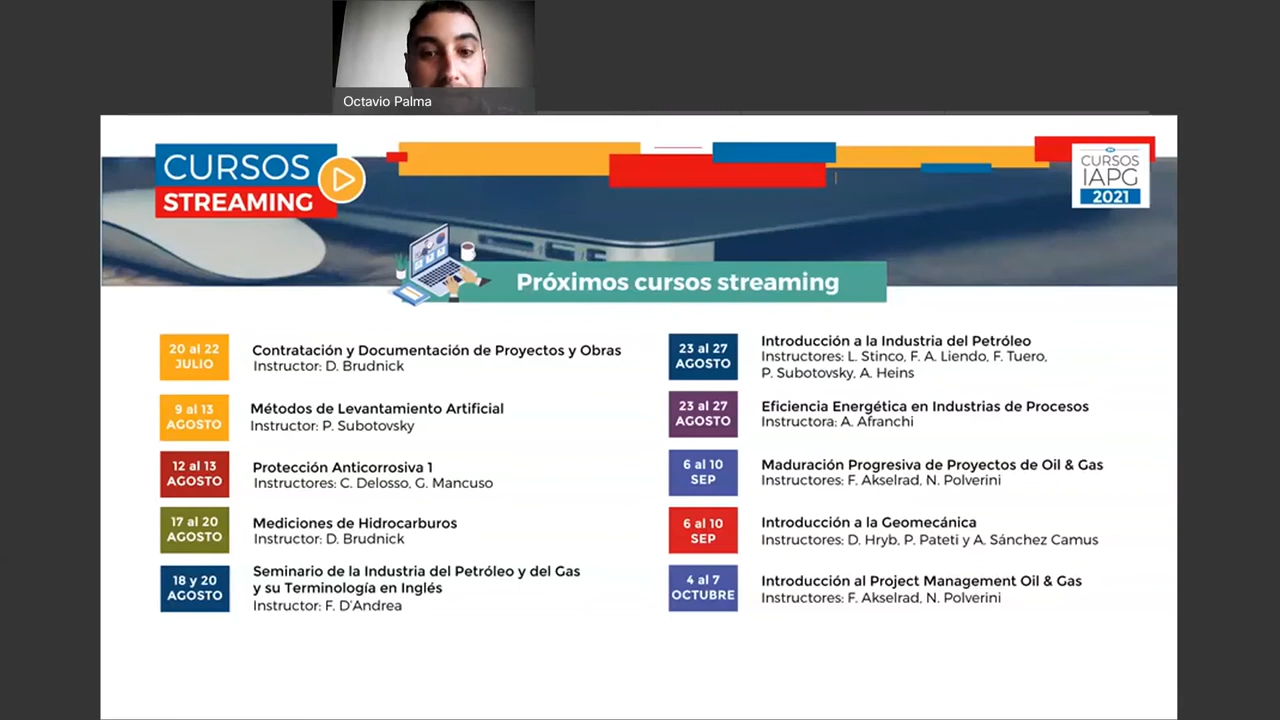 Octavio Palma
CURSOS
STREAMING
CURSOS
IAPG
2021
Próximos cursos streaming
20 al 22
JULIO
Contratación y Documentación de Proyectos y Obras
Instructor: D. Brudnick
9 al 13
AGOSTO
Métodos de Levantamiento Artificial
Instructor: P. Subotovsky
12 al 13
AGOSTO
Protección Anticorrosiva 1
Instructores: C. Delosso, G. Mancuso
17 al 20
AGOSTO
Mediciones de Hidrocarburos
Instructor: D. Brudnick
18 y 20
AGOSTO
Seminario de la Industria del Petróleo y del Gas
y su Terminología en Inglés
Instructor: F. D'Andrea
23 al 27
AGOSTO
Introducción a la Industria del Petróleo
Instructores: L. Stinco, F. A. Liendo, F. Tuero,
P. Subotovsky, A. Heins
23 al 27
AGOSTO
Eficiencia Energética en Industrias de Procesos
Instructora: A. Afranchi
6 al 10
SEP
Maduración Progresiva de Proyectos de Oil & Gas
Instructores: F. Akselrad, N. Polverini
6 al 10
SEP
Introducción a la Geomecánica
Instructores: D. Hryb, P. Pateti y A. Sánchez Camus
4 al 7
OCTUBRE
Introducción al Project Management Oil & Gas
Instructores: F. Akselrad, N. Polverini